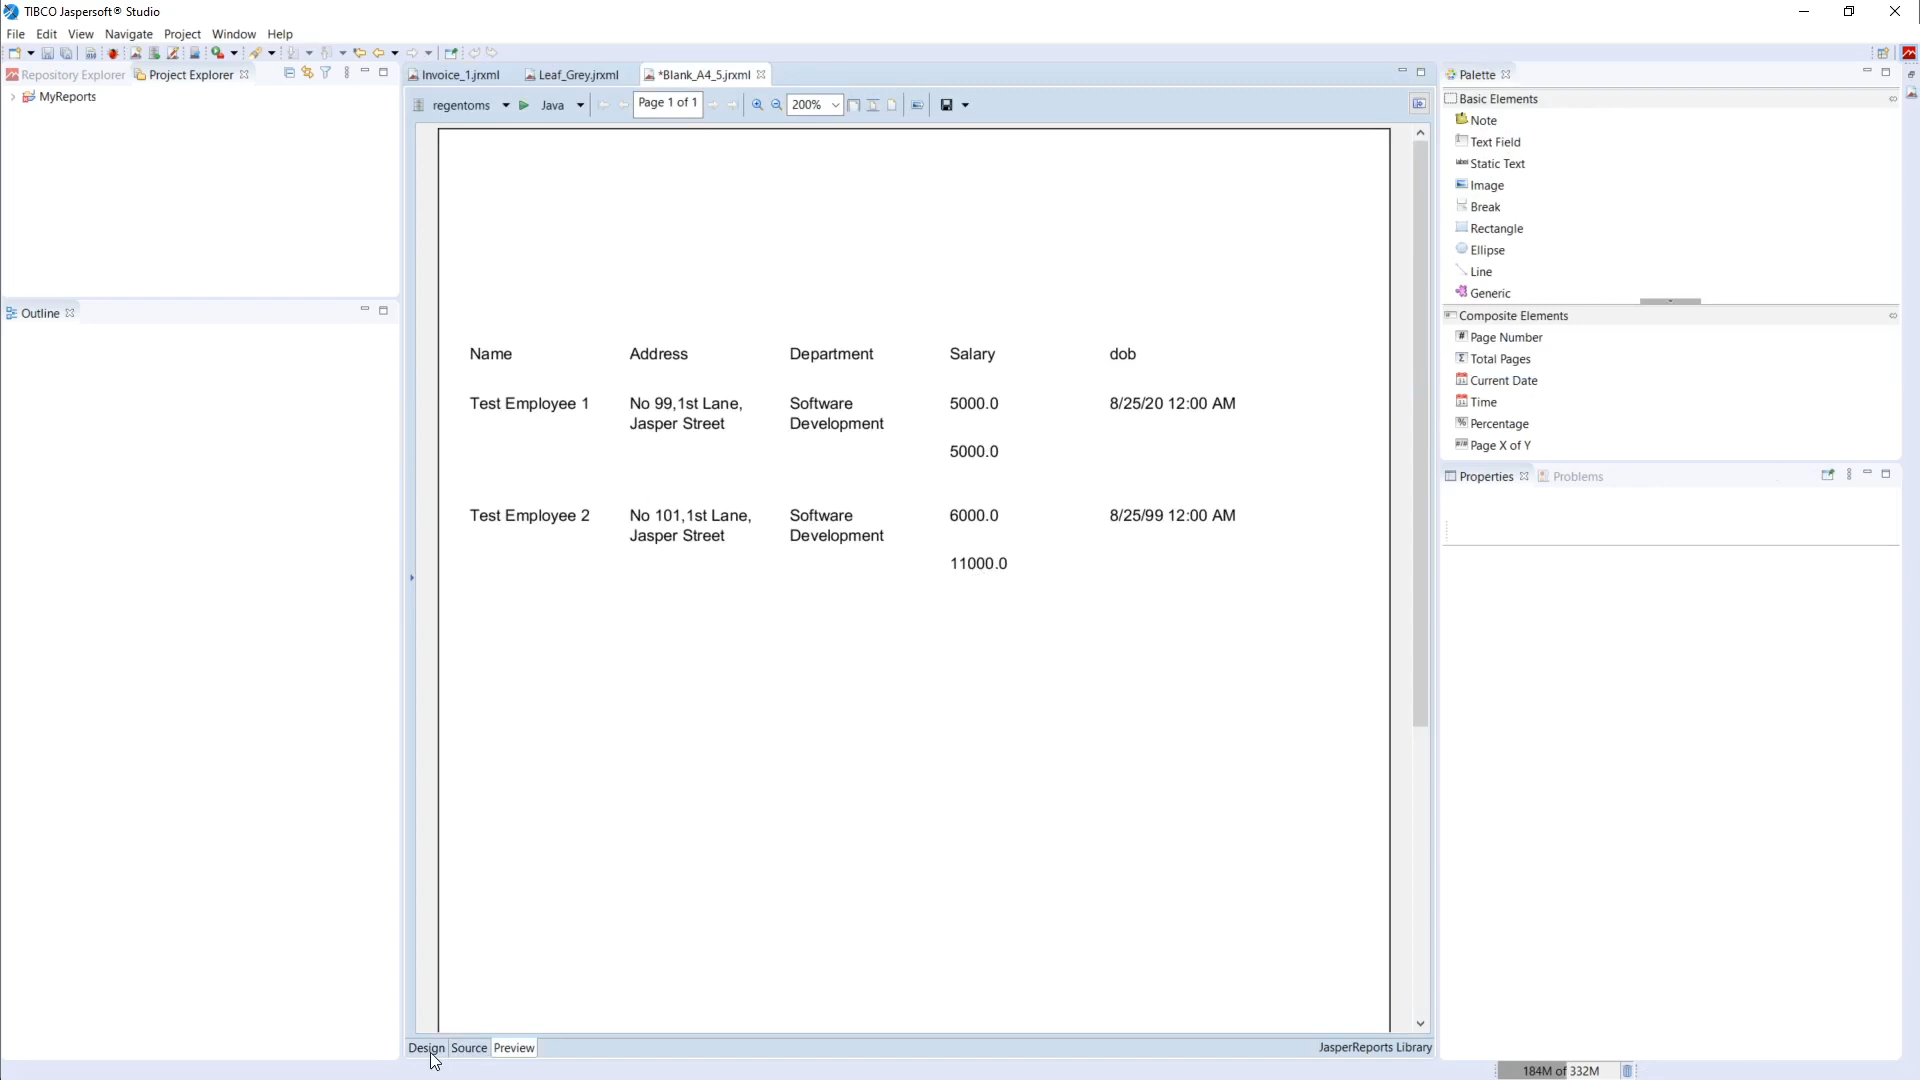 TIBCO Jaspersoft® Studio
File Edit View Navigate Project Window Help
Repository Explorer Project Explorer
MyReports
Outline
Invoice_1.jrxml Leaf_Grey.jrxml *Blank_A4_5.jrxml
regentoms Java Page 1 of 1 200%
Name Address Department Salary dob
Test Employee 1 No 99,1st Lane, Software 5000.0 8/25/20 12:00 AM
Jasper Street Development
5000.0
Test Employee 2 No 101,1st Lane, Software 6000.0 8/25/99 12:00 AM
Jasper Street Development
11000.0
Design Source Preview
JasperReports Library
Palette
Basic Elements
Note
Text Field
Static Text
Image
Break
Rectangle
Ellipse
Line
Generic
Composite Elements
Page Number
Total Pages
Current Date
Time
Percentage
Page X of Y
Properties Problems
184M of 332M